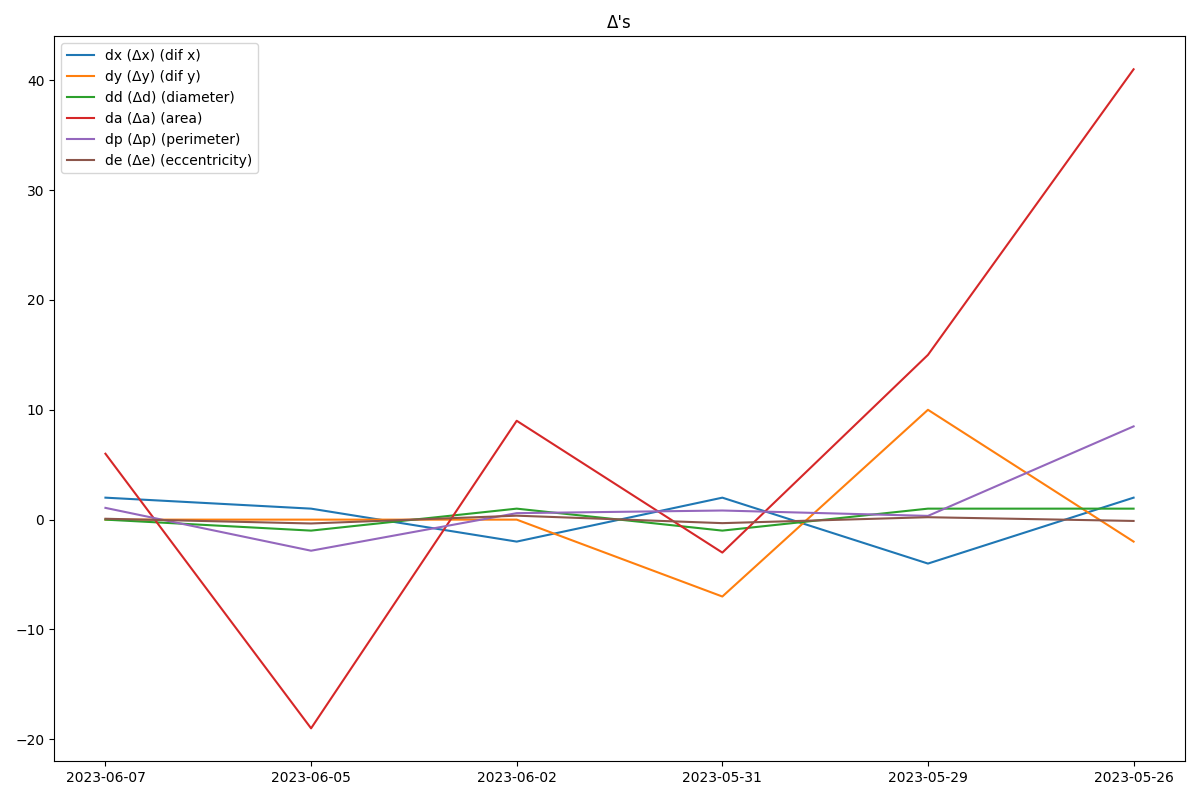 Δ's
dx (Δx) (dif x)
dy (Δy) (dif y)
dd (Δd) (diameter)
da (Δa) (area)
dp (Δp) (perimeter)
de (Δe) (eccentricity)
40
30
20
10
0
−10
−20
2023-06-07 2023-06-05 2023-06-02 2023-05-31 2023-05-29 2023-05-26